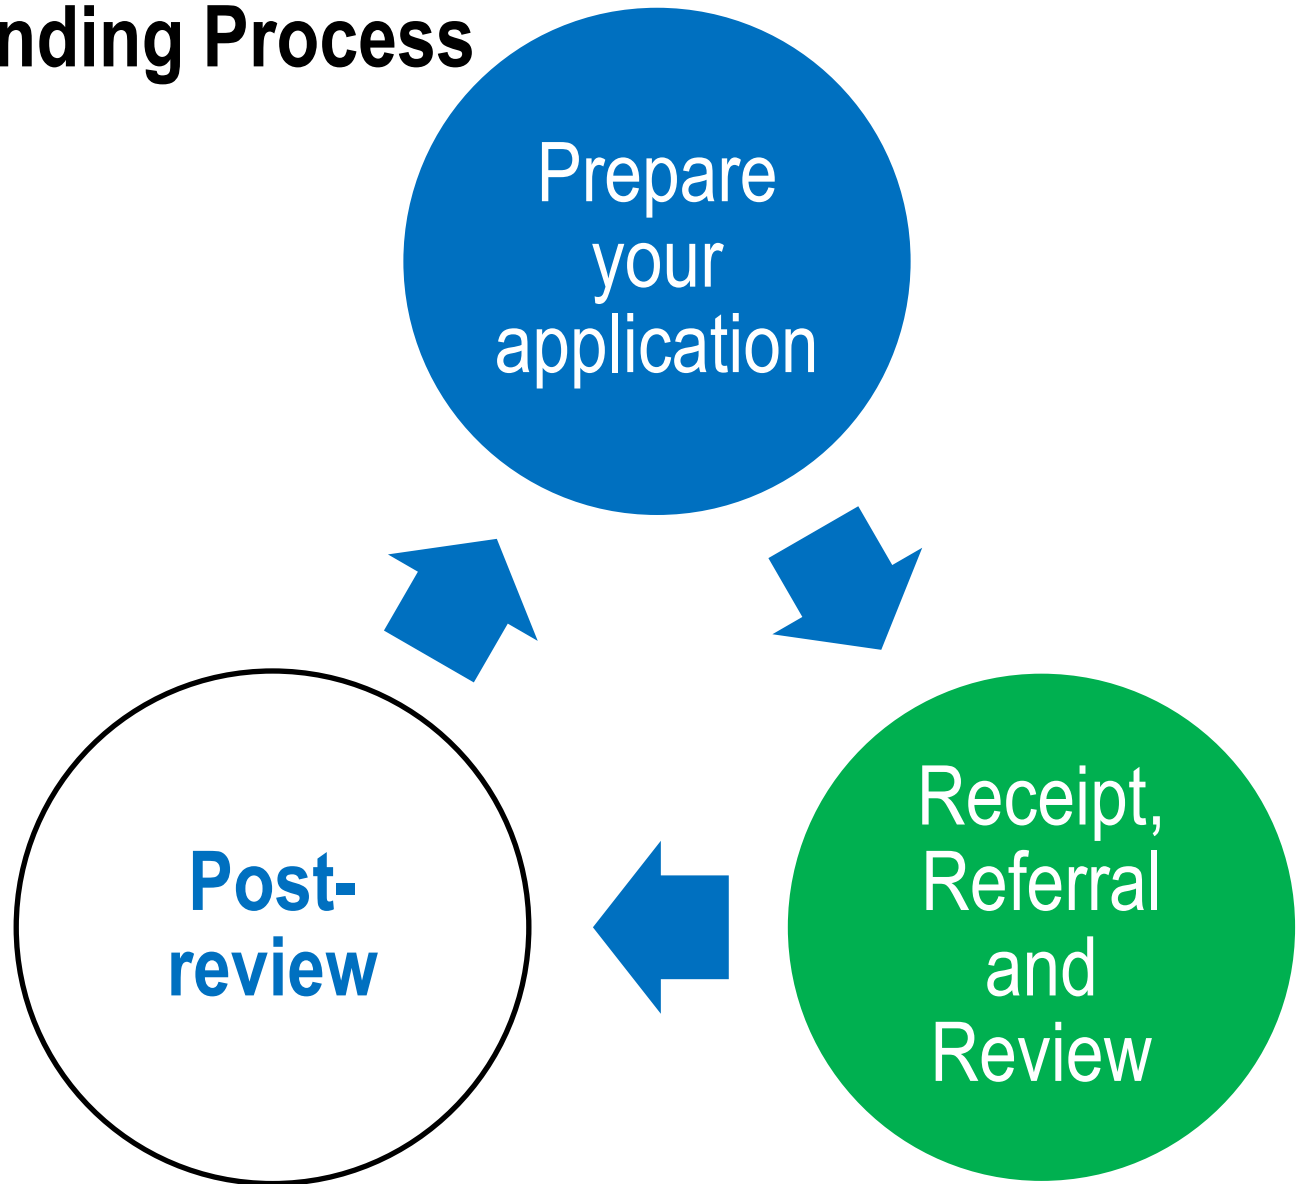 nding Process
Prepare
your
application
Receipt,
Referral
and
Review
Post-
review